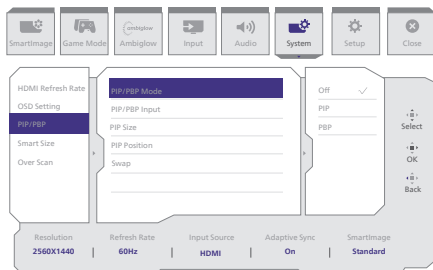 ambiglow
SmartImage
Game Mode
Ambiglow
Input
Audio
System
Setup
Close
HDMI Refresh Rate
OSD Setting
PIP/PBP
Smart Size
Over Scan
PIP/PBP Mode
PIP/PBP Input
PIP Size
PIP Position
Swap
Off
PIP
PBP
Select
OK
Back
Resolution Refresh Rate Input Source Adaptive Sync SmartImage
2560X1440 | 60Hz | HDMI | On | Standard